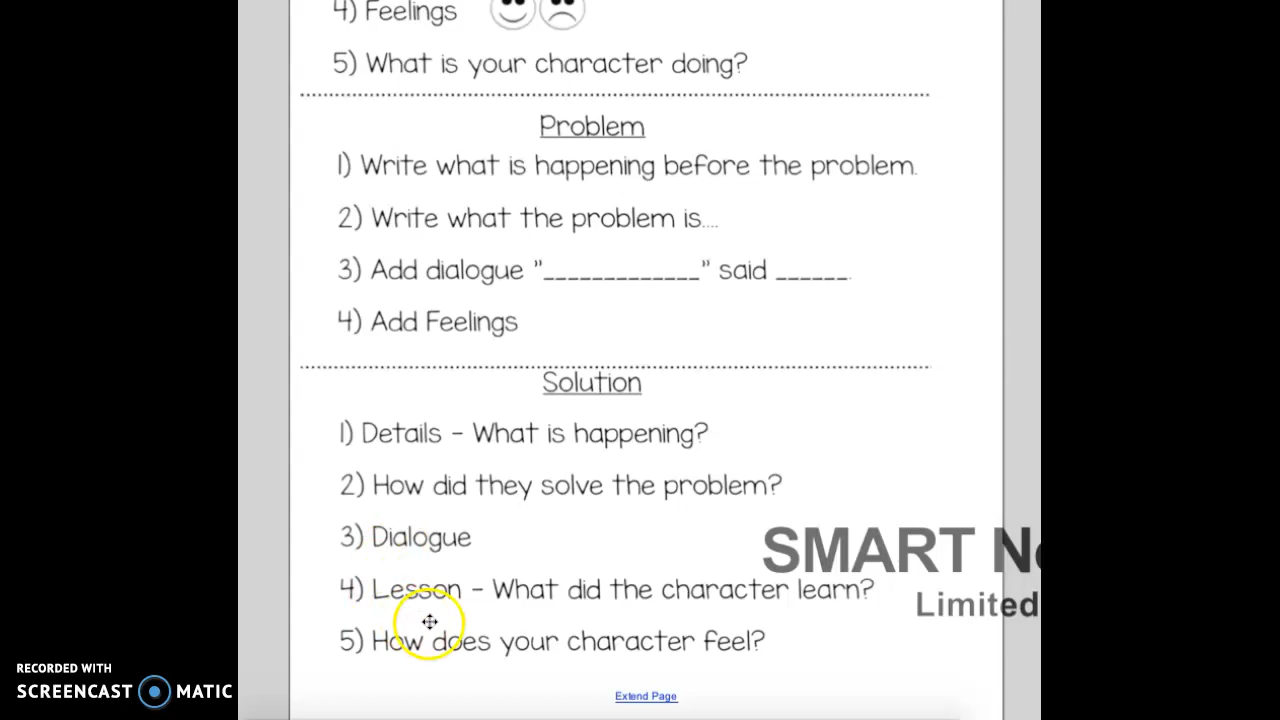 4) Feelings
5) What is your character doing?
Problem
1) Write what is happening before the problem.
2) Write what the problem is....
3) Add dialogue "_____________" said ______.
4) Add Feelings
Solution
1) Details - What is happening?
2) How did they solve the problem?
3) Dialogue
SMART
4) Lesson - What did the character learn?
Limited
5) How does your character feel?
Extend Page
RECORDED WITH
SCREENCAST MATIC